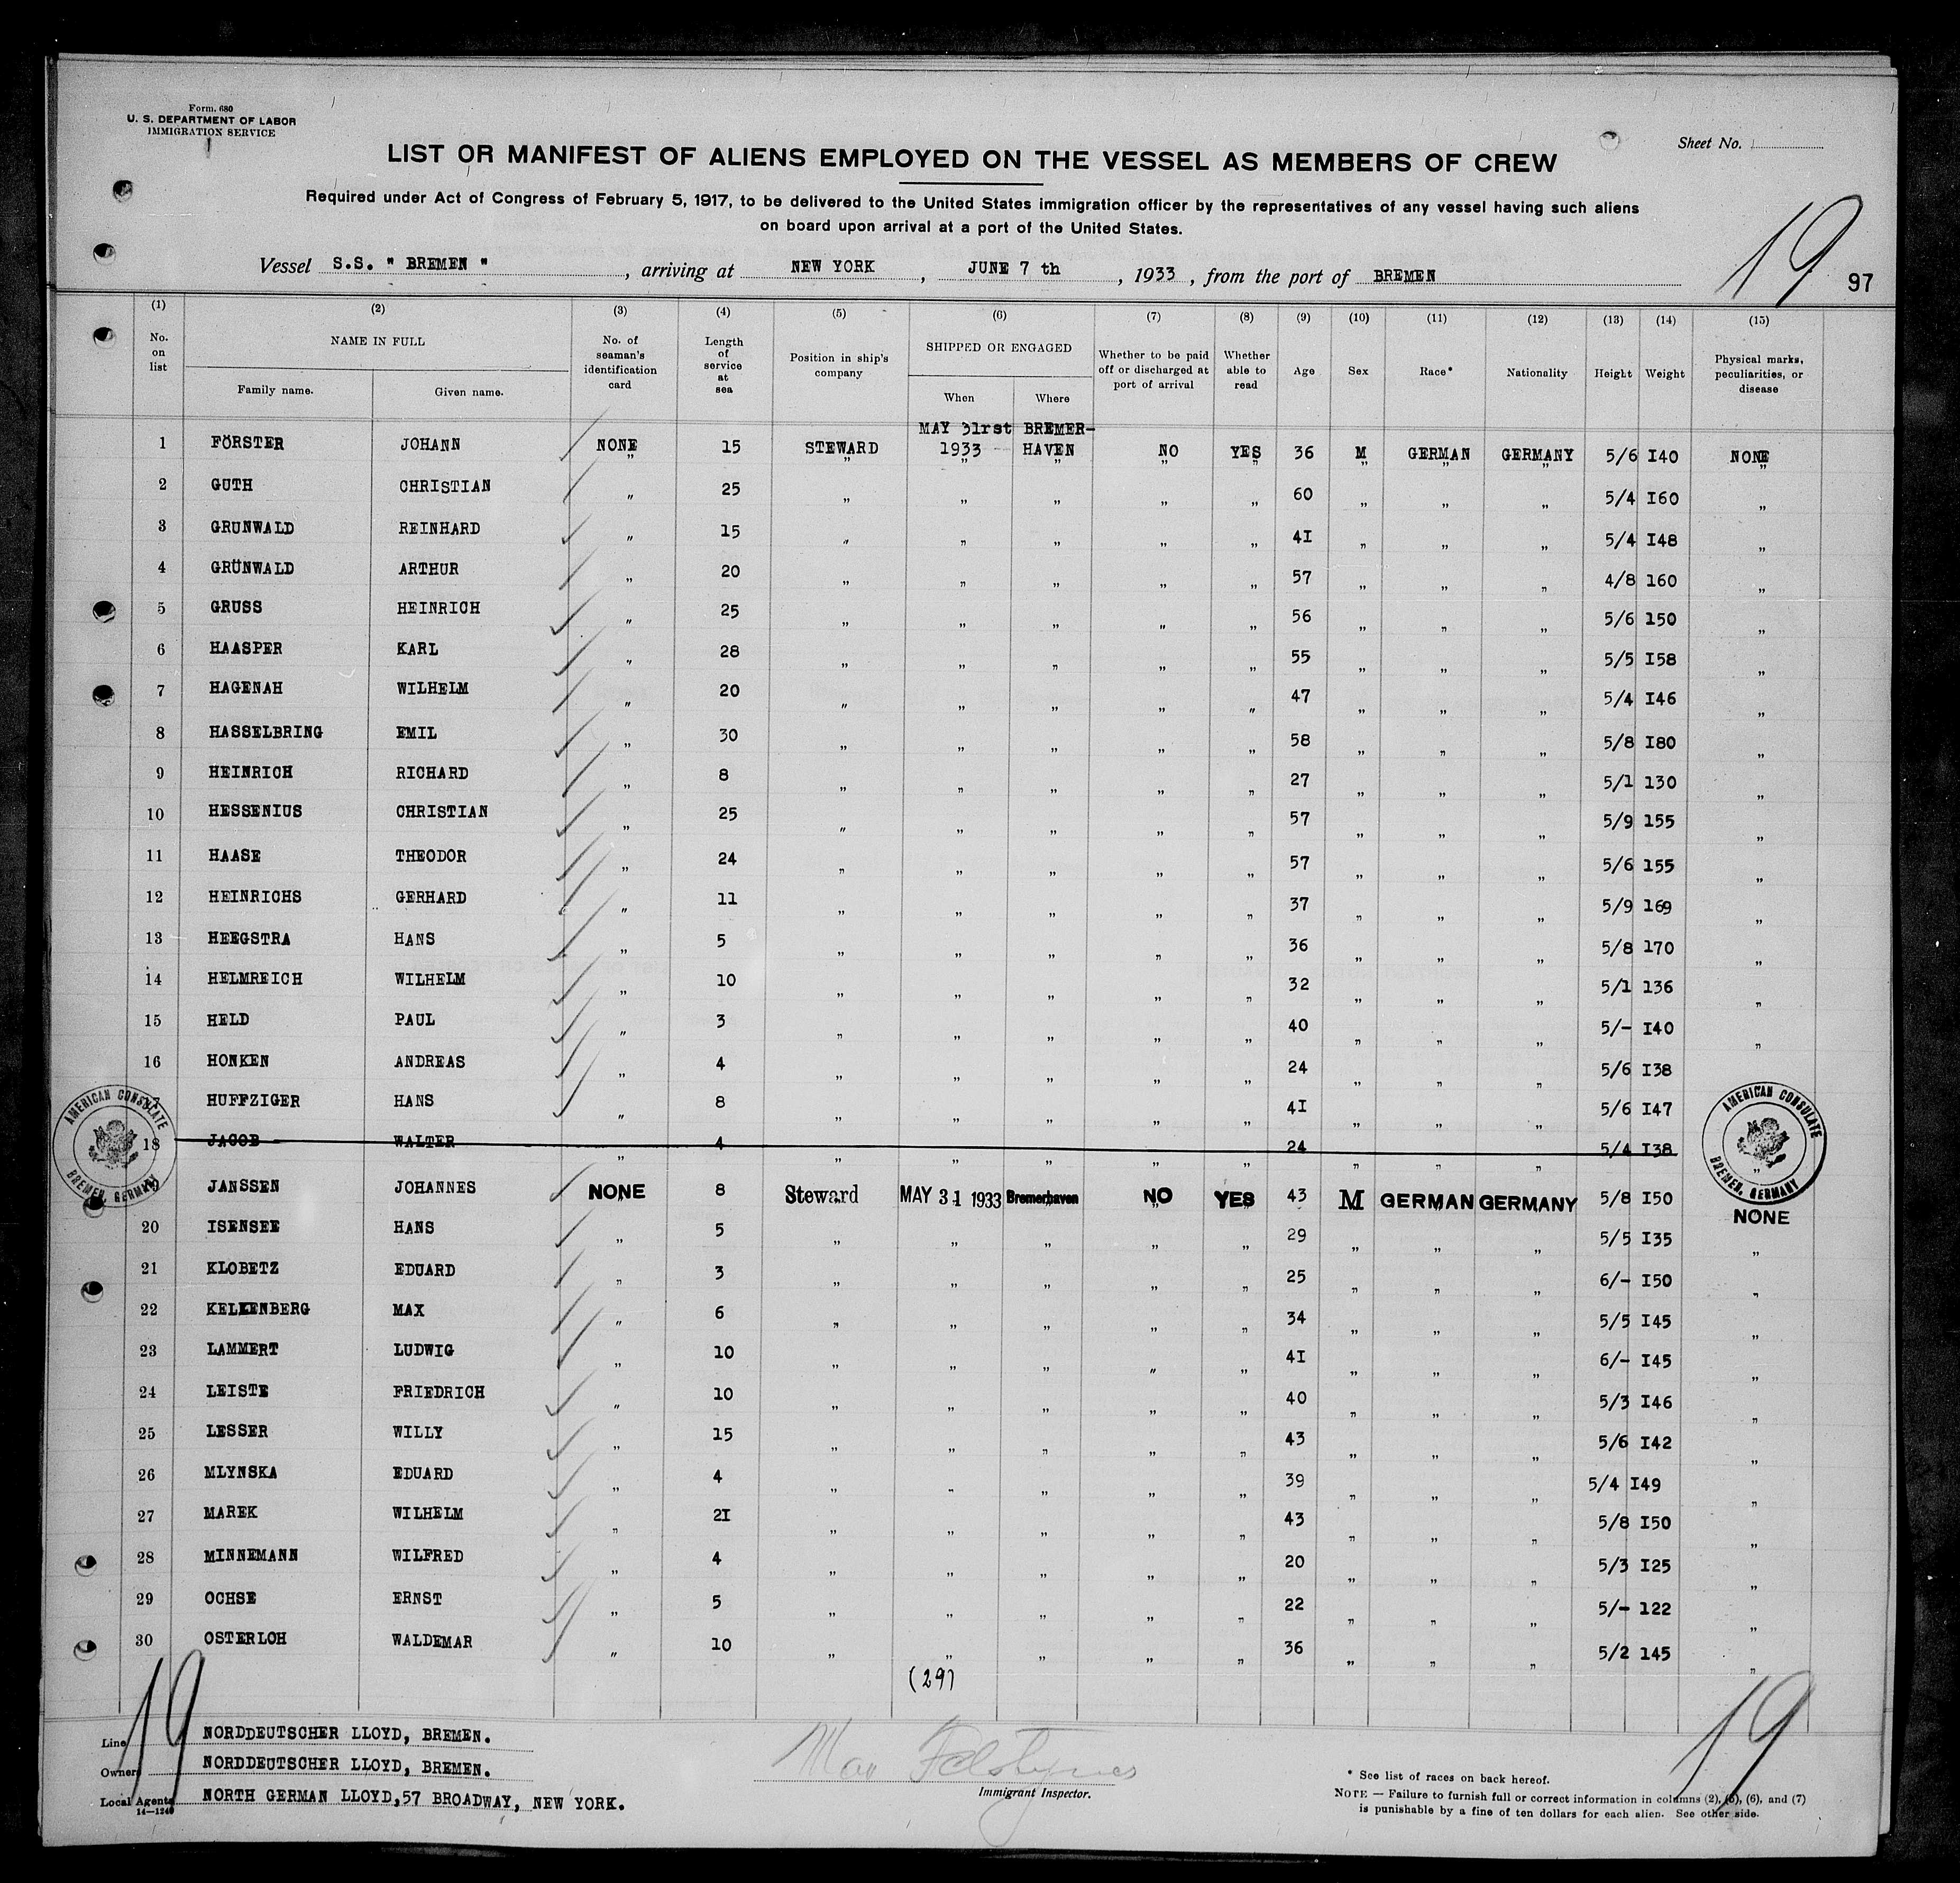 Form. 680
U. S. DEPARTMENT OF LABOR
IMMIGRATION SERVICE
Sheet No.
LIST OR MANIFEST OF ALIENS EMPLOYED ON THE VESSEL AS MEMBERS OF CREW
Required under Act of Congress of February 5, 1917, to be delivered to the United States immigration officer by the representatives of any vessel having such aliens
on board upon arrival at a port of the United States.
19
Vessel S.S. " BREMEN " , arriving at NEW YORK , JUNE 7 th , 1933 , from the port of BREMEN
97
(1) (2) (3) (4) (5) (6) (7) (8) (9) (10) (11) (12) (13) (14) (15)
No. on list NAME IN FULL Family name. Given name. No. of seaman's identification card Length of service at sea Position in ship's company SHIPPED OR ENGAGED When Where Whether to be paid off or discharged at port of arrival Whether able to read Age Sex Race* Nationality Height Weight Physical marks, peculiarities, or disease
MAY 31rst BREMER-
1 FÖRSTER JOHANN NONE 15 STEWARD 1933 HAVEN NO YES 36 M GERMAN GERMANY 5/6 I40 NONE
2 GUTH CHRISTIAN " 25 " " " " " 60 " " " 5/4 I60 "
3 GRUNWALD REINHARD " 15 " " " " " 4I " " " 5/4 I48 "
4 GRÜNWALD ARTHUR " 20 " " " " " 57 " " " 4/8 160 "
5 GRUSS HEINRICH " 25 " " " " " 56 " " " 5/6 150 "
6 HAASPER KARL " 28 " " " " " 55 " " " 5/5 I58 "
7 HAGENAH WILHELM " 20 " " " " " 47 " " " 5/4 I46 "
8 HASSELBRING EMIL " 30 " " " " " 58 " " " 5/8 I80 "
9 HEINRICH RICHARD " 8 " " " " " 27 " " " 5/1 130 "
10 HESSENIUS CHRISTIAN " 25 " " " " " 57 " " " 5/9 155 "
11 HAASE THEODOR " 24 " " " " " 57 " " " 5/6 155 "
12 HEINRICHS GERHARD " 11 " " " " " 37 " " " 5/9 169 "
13 HEEGSTRA HANS " 5 " " " " " 36 " " " 5/8 170 "
14 HELMREICH WILHELM " 10 " " " " " 32 " " " 5/1 136 "
15 HELD PAUL " 3 " " " " " 40 " " " 5/- I40 "
16 HONKEN ANDREAS " 4 " " " " " 24 " " " 5/6 I38
17 HUFFZIGER HANS " 8 " " " " " 4I " " " 5/6 I47
18 JACOB WALTER " 4 " " " " " 24 " " " 5/4 I38 "
AMERICAN CONSULATE BREMEN, GERMANY
AMERICAN CONSULATE BREMEN, GERMANY
19 JANSSEN JOHANNES NONE 8 Steward MAY 31 1933 Bremerhaven NO YES 43 M GERMAN GERMANY 5/8 I50 NONE
20 ISENSEE HANS " 5 " " " " " 29 " " " 5/5 I35 "
21 KLOBETZ EDUARD " 3 " " " " " 25 " " " 6/- I50 "
22 KELKENBERG MAX " 6 " " " " " 34 " " " 5/5 I45 "
23 LAMMERT LUDWIG " 10 " " " " " 4I " " " 6/- I45 "
24 LEISTE FRIEDRICH " 10 " " " " " 40 " " " 5/3 I46 "
25 LESSER WILLY " 15 " " " " " 43 " " " 5/6 I42 "
26 MLYNSKA EDUARD " 4 " " " " " 39 " " " 5/4 I49 "
27 MAREK WILHELM " 2I " " " " " 43 " " " 5/8 I50 "
28 MINNEMANN WILFRED " 4 " " " " " 20 " " " 5/3 I25 "
29 OCHSE ERNST " 5 " " " " " 22 " " " 5/- 122 "
30 OSTERLOH WALDEMAR " 10 " " " " " 36 " " " 5/2 145 "
(29)
19
19
Line NORDDEUTSCHER LLOYD, BREMEN.
Owners NORDDEUTSCHER LLOYD, BREMEN.
Local Agents NORTH GERMAN LLOYD,57 BROADWAY, NEW YORK.
14—1240
Max
Immigrant Inspector.
* See list of races on back hereof.
NOTE — Failure to furnish full or correct information in columns (2), (5), (6), and (7)
is punishable by a fine of ten dollars for each alien. See other side.